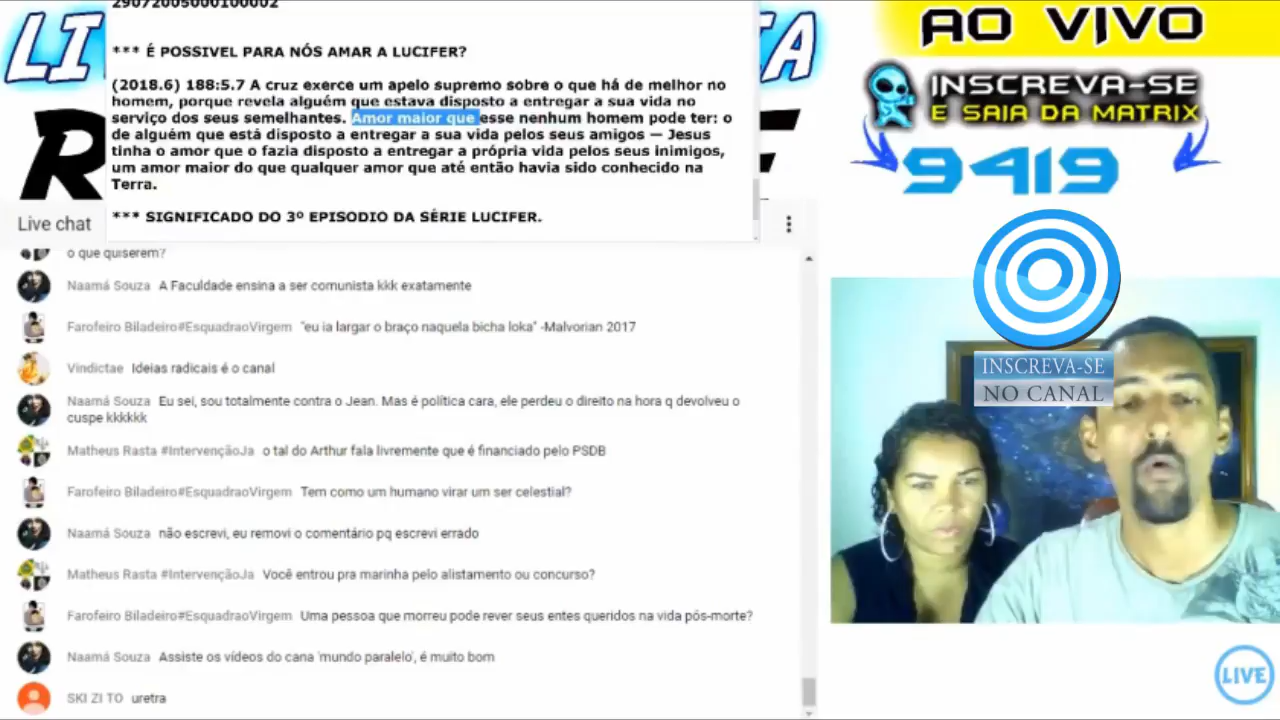 29072005000100002
*** É POSSIVEL PARA NÓS AMAR A LUCIFER?
(2018.6) 188:5.7 A cruz exerce um apelo supremo sobre o que há de melhor no
homem, porque revela alguém que estava disposto a entregar a sua vida no
serviço dos seus semelhantes. Amor maior que esse nenhum homem pode ter: o
de alguém que está disposto a entregar a sua vida pelos seus amigos — Jesus
tinha o amor que o fazia disposto a entregar a própria vida pelos seus inimigos,
um amor maior do que qualquer amor que até então havia sido conhecido na
Terra.
*** SIGNIFICADO DO 3º EPISODIO DA SÉRIE LUCIFER.
Live chat
o que quiserem?
Naamá Souza A Faculdade ensina a ser comunista kkk exatamente
Farofeiro Biladeiro#EsquadraoVirgem "eu ia largar o braço naquela bicha loka" -Malvorian 2017
Vindictae Ideias radicais é o canal
Naamá Souza Eu sei, sou totalmente contra o Jean. Mas é política cara, ele perdeu o direito na hora q devolveu o
cuspe kkkkkk
Matheus Rasta #IntervençãoJa o tal do Arthur fala livremente que é financiado pelo PSDB
Farofeiro Biladeiro#EsquadraoVirgem Tem como um humano virar um ser celestial?
Naamá Souza não escrevi, eu removi o comentário pq escrevi errado
Matheus Rasta #IntervençãoJa Você entrou pra marinha pelo alistamento ou concurso?
Farofeiro Biladeiro#EsquadraoVirgem Uma pessoa que morreu pode rever seus entes queridos na vida pós-morte?
Naamá Souza Assiste os vídeos do cana 'mundo paralelo', é muito bom
SKI ZI TO uretra
AO VIVO
INSCREVA-SE
E SAIA DA MATRIX
9419
INSCREVA-SE
NO CANAL
LIVE